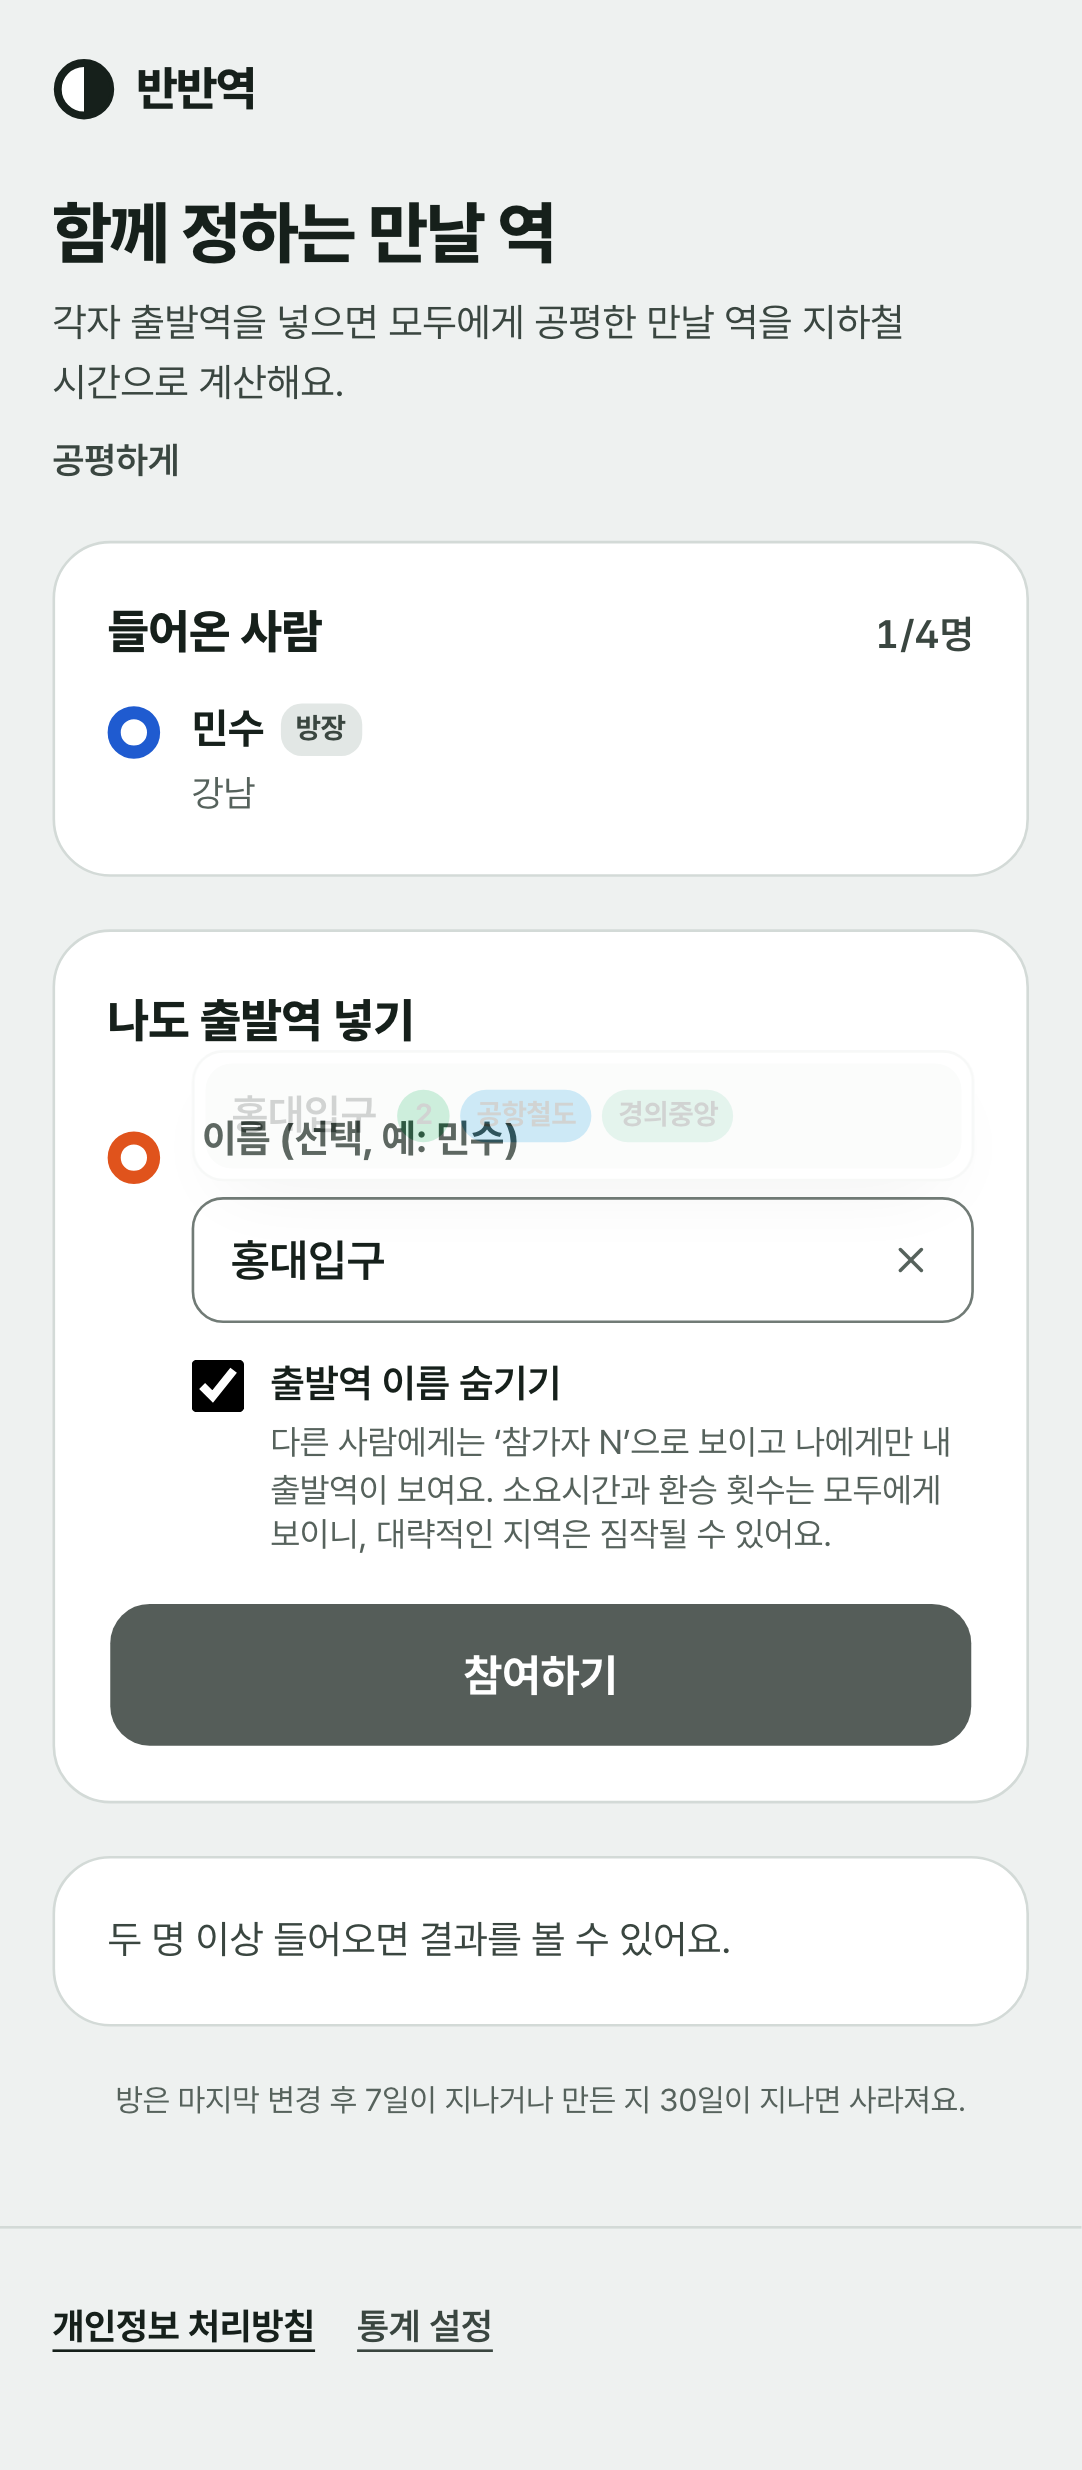 반반역
함께 정하는 만날 역
각자 출발역을 넣으면 모두에게 공평한 만날 역을 지하철
시간으로 계산해요.
공평하게
들어온 사람
1/4명
민수 방장
강남
나도 출발역 넣기
홍대입구 2 공항철도 경의중앙
이름 (선택, 예: 민수)
홍대입구
출발역 이름 숨기기
다른 사람에게는 ‘참가자 N’으로 보이고 나에게만 내
출발역이 보여요. 소요시간과 환승 횟수는 모두에게
보이니, 대략적인 지역은 짐작될 수 있어요.
참여하기
두 명 이상 들어오면 결과를 볼 수 있어요.
방은 마지막 변경 후 7일이 지나거나 만든 지 30일이 지나면 사라져요.
개인정보 처리방침 통계 설정